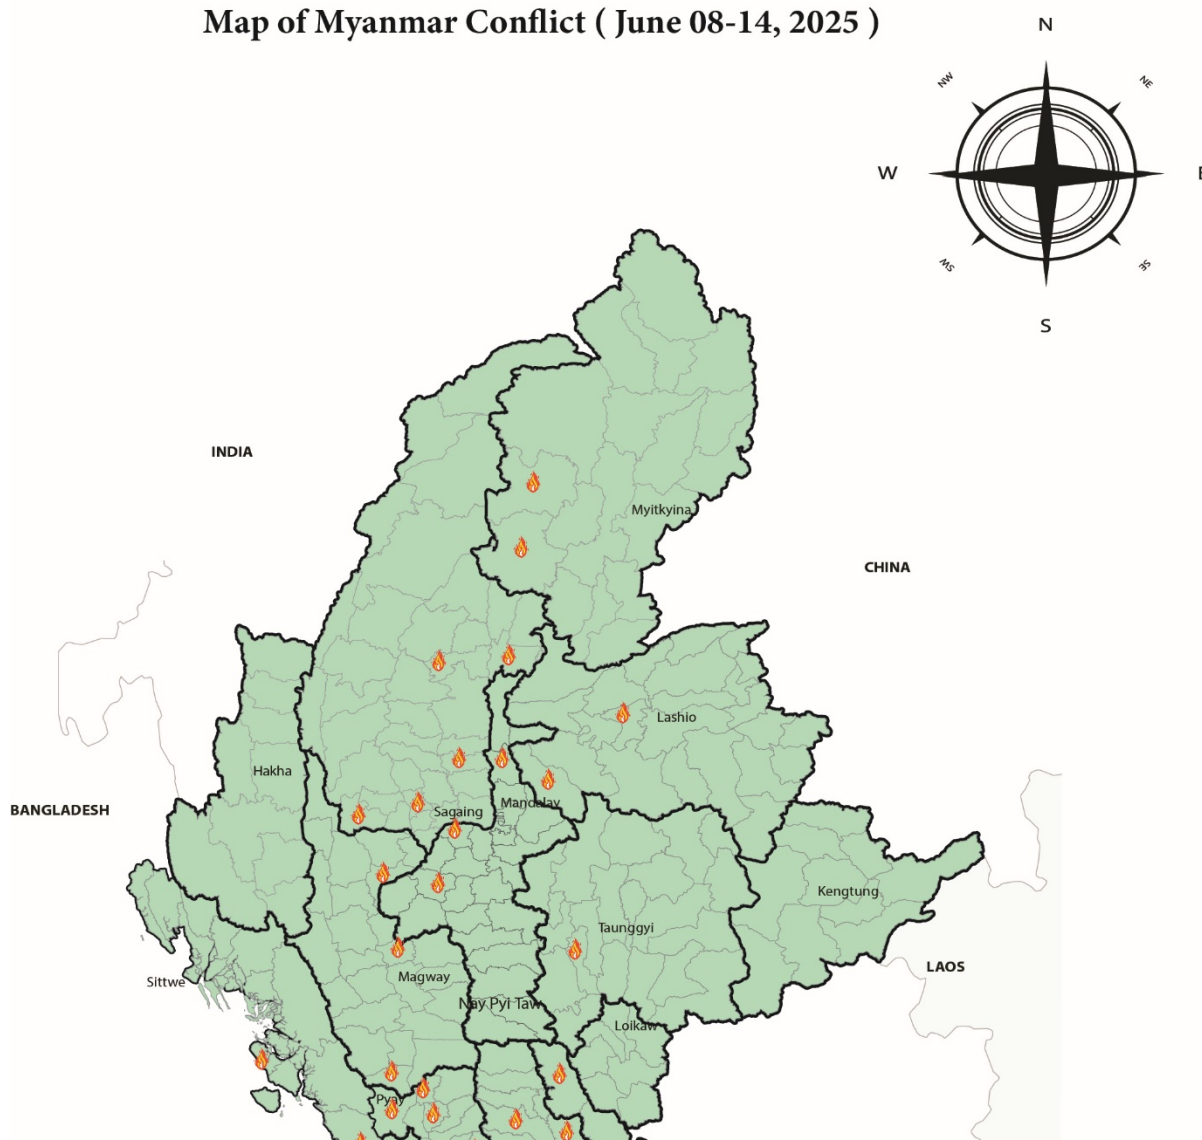 Map of Myanmar Conflict ( June 08-14, 2025 )
N
NW
NE
W
E
SW
SE
S
INDIA
Myitkyina
CHINA
Lashio
Hakha
Mandalay
BANGLADESH
Sagaing
Kengtung
Taunggyi
LAOS
Magway
Sittwe
Nay Pyi Taw
Loikaw
Pyay